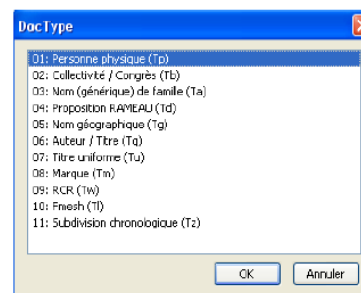 DocType
01: Personne physique (Tp)
02: Collectivité / Congrès (Tb)
03: Nom (générique) de famille (Ta)
04: Proposition RAMEAU (Td)
05: Nom géographique (Tg)
06: Auteur / Titre (Tq)
07: Titre uniforme (Tu)
08: Marque (Tm)
09: RCR (Tw)
10: Fmesh (Tl)
11: Subdivision chronologique (Tz)
OK Annuler